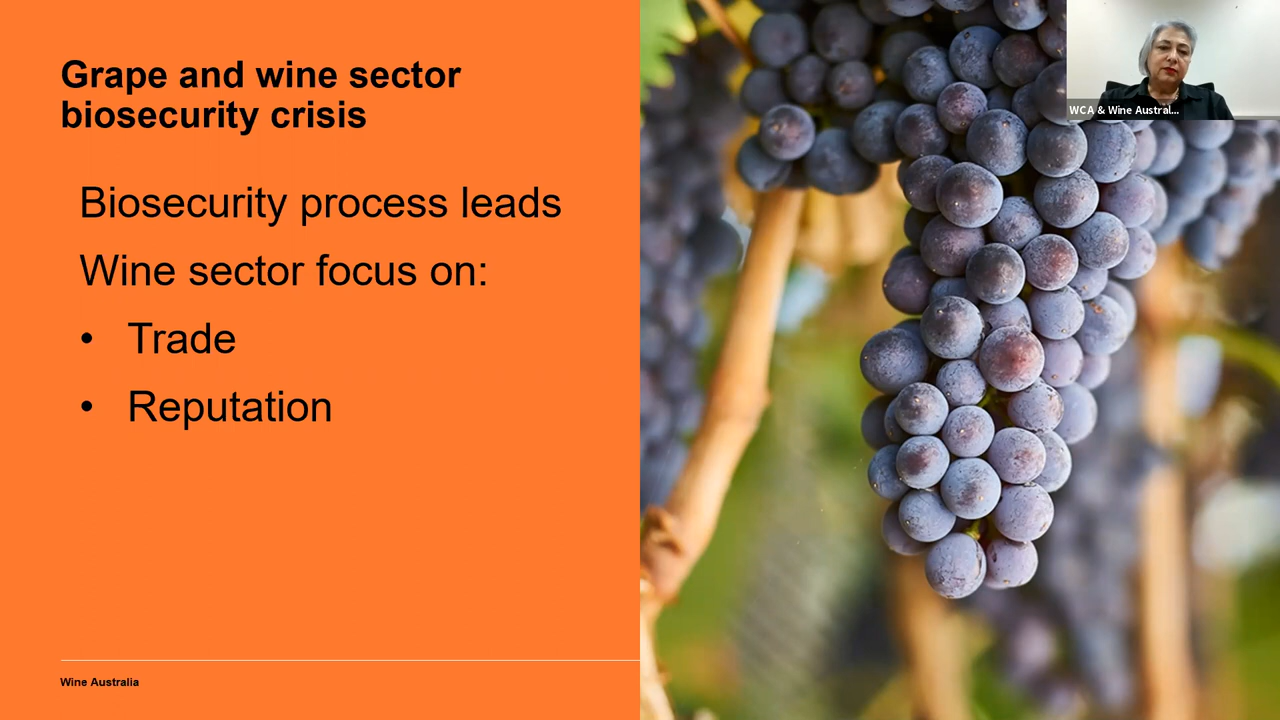 Grape and wine sector
biosecurity crisis
Biosecurity process leads
Wine sector focus on:
• Trade
• Reputation
Wine Australia
WCA & Wine Austral...